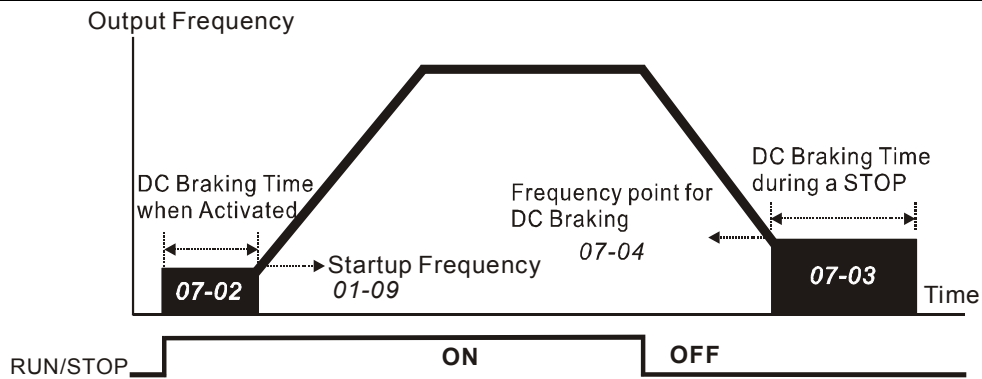 Output Frequency
DC Braking Time
when Activated
DC Braking Time
during a STOP
Frequency point for
DC Braking
07-04
Startup Frequency
01-09
07-02
07-03
Time
RUN/STOP
ON
OFF